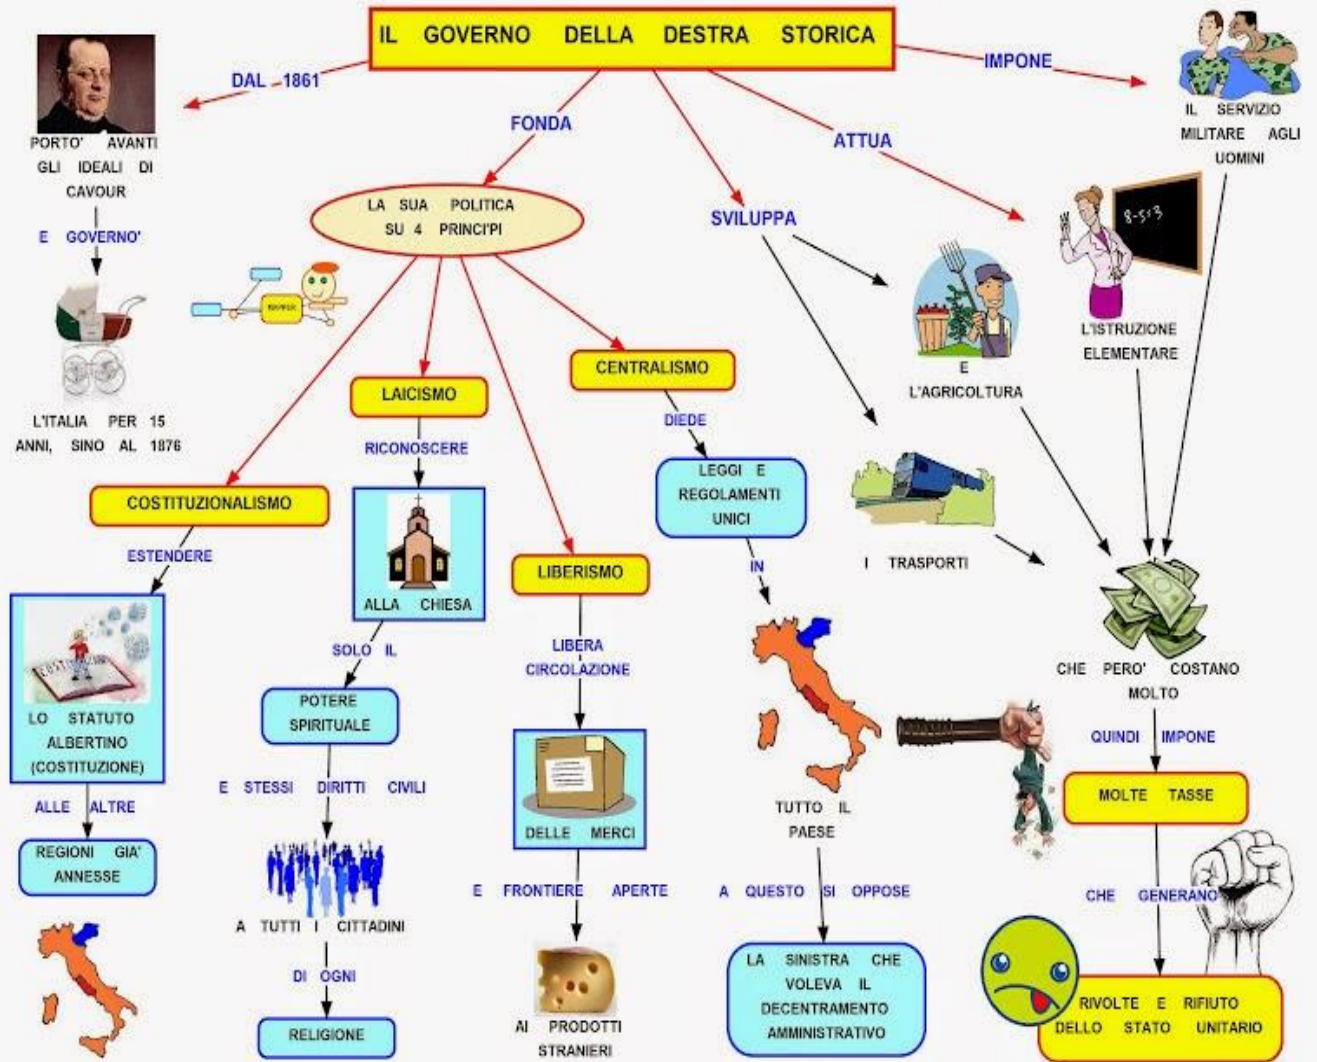 IL GOVERNO DELLA DESTRA STORICA
DAL 1861
PORTO' AVANTI
GLI IDEALI DI
CAVOUR
E GOVERNO'
L'ITALIA PER 15
ANNI, SINO AL 1876
FONDA
LA SUA POLITICA
SU 4 PRINCI'PI
COSTITUZIONALISMO
ESTENDERE
LO STATUTO
ALBERTINO
(COSTITUZIONE)
ALLE ALTRE
REGIONI GIA'
ANNESSE
LAICISMO
RICONOSCERE
ALLA CHIESA
SOLO IL
POTERE
SPIRITUALE
E STESSI DIRITTI CIVILI
A TUTTI I CITTADINI
DI OGNI
RELIGIONE
LIBERISMO
LIBERA
CIRCOLAZIONE
DELLE MERCI
E FRONTIERE APERTE
AI PRODOTTI
STRANIERI
CENTRALISMO
DIEDE
LEGGI E
REGOLAMENTI
UNICI
IN
TUTTO IL
PAESE
A QUESTO SI OPPOSE
LA SINISTRA CHE
VOLEVA IL
DECENTRAMENTO
AMMINISTRATIVO
SVILUPPA
E
L'AGRICOLTURA
I TRASPORTI
ATTUA
8-5=3
L'ISTRUZIONE
ELEMENTARE
IMPONE
IL SERVIZIO
MILITARE AGLI
UOMINI
CHE PERO' COSTANO
MOLTO
QUINDI IMPONE
MOLTE TASSE
CHE GENERANO
RIVOLTE E RIFIUTO
DELLO STATO UNITARIO